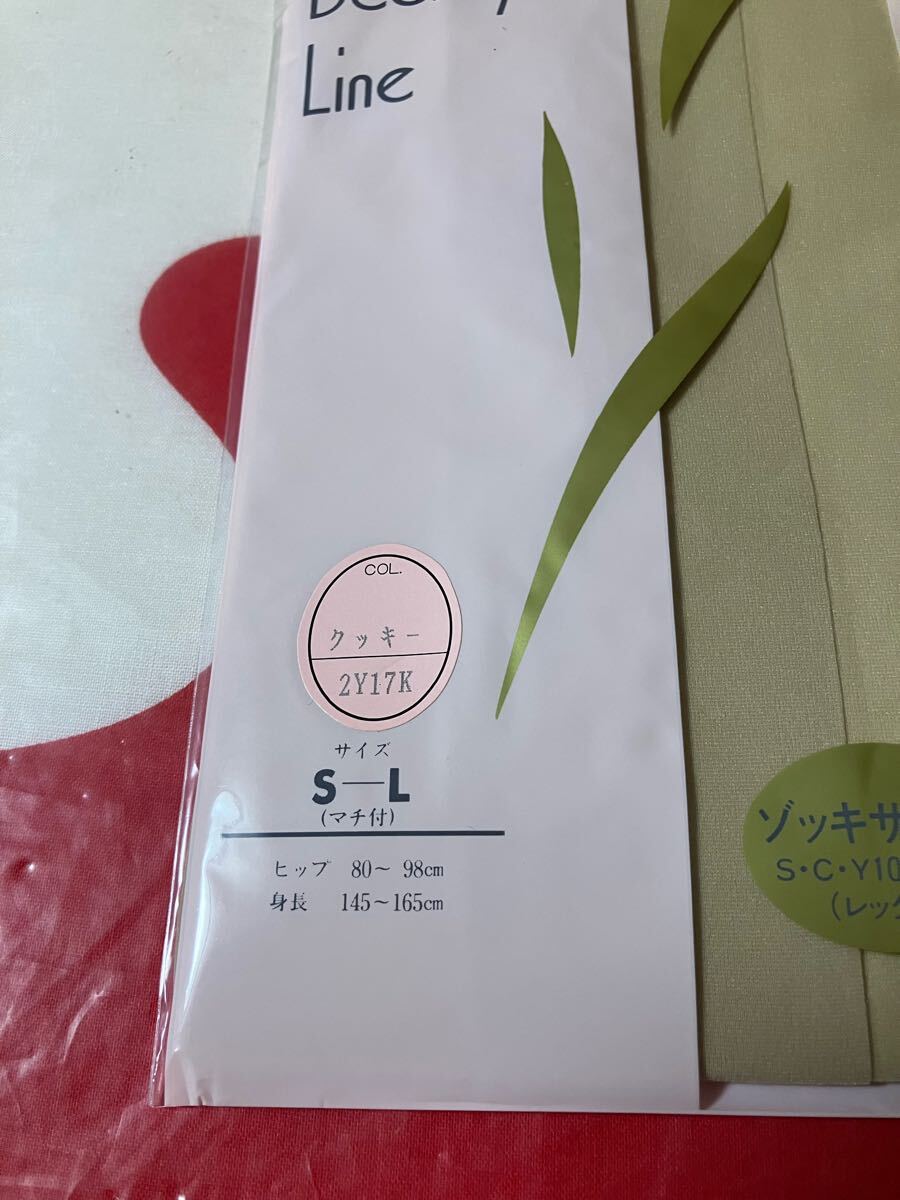 Line
COL.
クッキー
2Y17K
サイズ
S—L
(マチ付)
ヒップ 80～ 98cm
身長 145～165cm
ゾッキサ
S・C・Y10
(レッグ